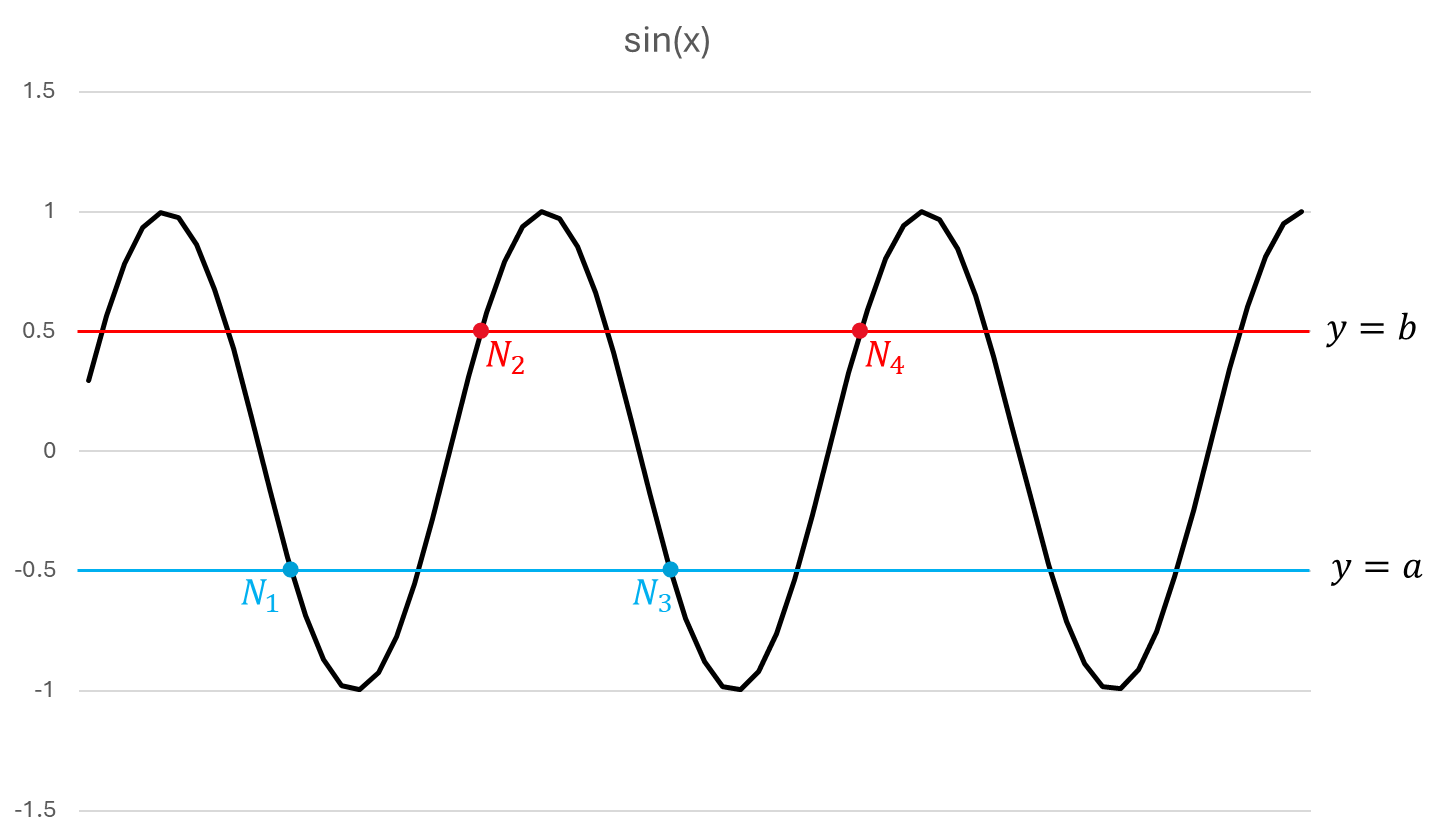 sin(x)
1.5
1
0.5
y = b
N₂
N₄
0
-0.5
y = a
N₁
N₃
-1
-1.5